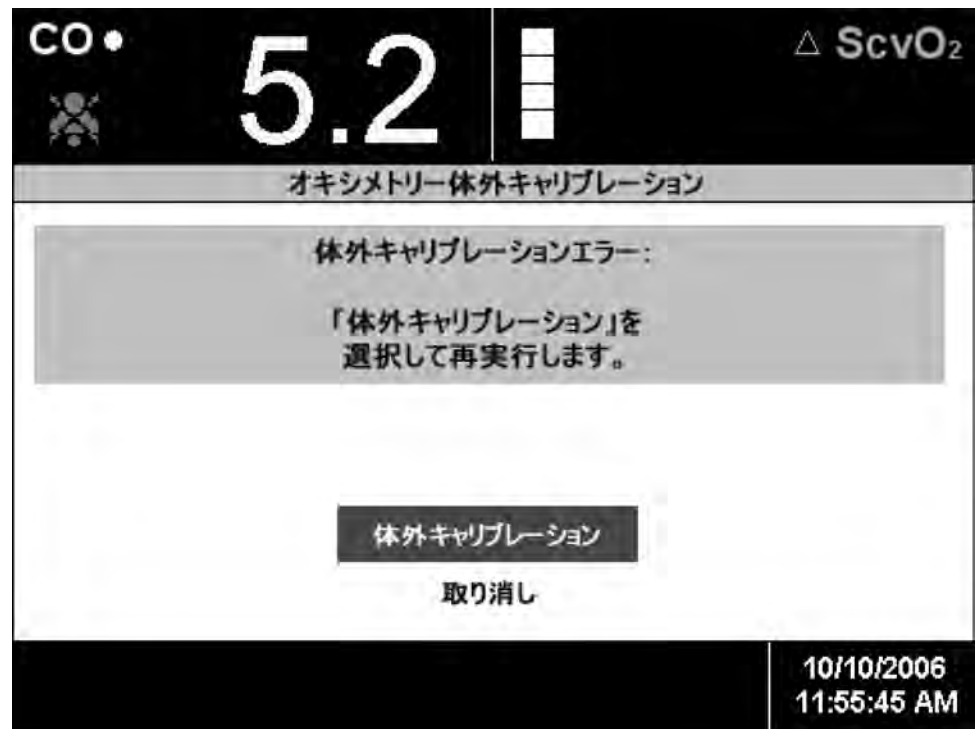 CO•
5.2
△ ScvO₂
オキシメトリー体外キャリブレーション
体外キャリブレーションエラー：
「体外キャリブレーション」を
選択して再実行します。
体外キャリブレーション
取り消し
10/10/2006
11:55:45 AM